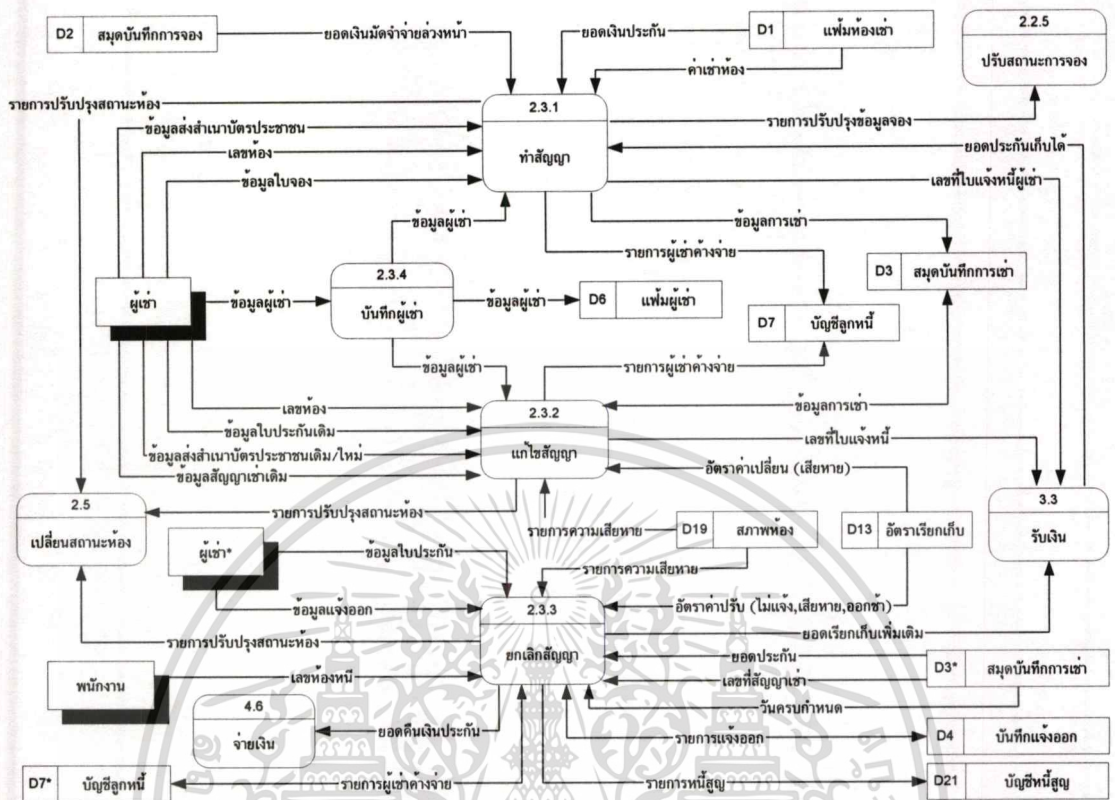 D2 สมุดบันทึกการจอง
ยอดเงินมัดจำจ่ายล่วงหน้า
ยอดเงินประกัน
D1 แฟ้มห้องเช่า
2.2.5
ปรับสถานะการจอง
ค่าเช่าห้อง
รายการปรับปรุงสถานะห้อง
2.3.1
ทำสัญญา
ข้อมูลส่งสำเนาบัตรประชาชน
รายการปรับปรุงข้อมูลจอง
เลขห้อง
ยอดประกันเก็บได้
ข้อมูลใบจอง
เลขที่ใบแจ้งหนี้ผู้เช่า
ข้อมูลผู้เช่า
ข้อมูลการเช่า
รายการผู้เช่าค้างจ่าย
D3 สมุดบันทึกการเช่า
ผู้เช่า
ข้อมูลผู้เช่า
2.3.4
บันทึกผู้เช่า
ข้อมูลผู้เช่า
D6 แฟ้มผู้เช่า
D7 บัญชีลูกหนี้
ข้อมูลผู้เช่า
รายการผู้เช่าค้างจ่าย
เลขห้อง
2.3.2
แก้ไขสัญญา
ข้อมูลการเช่า
ข้อมูลใบประกันเดิม
เลขที่ใบแจ้งหนี้
ข้อมูลส่งสำเนาบัตรประชาชนเดิม/ใหม่
ข้อมูลสัญญาเช่าเดิม
อัตราค่าเปลี่ยน (เสียหาย)
2.5
เปลี่ยนสถานะห้อง
รายการปรับปรุงสถานะห้อง
รายการความเสียหาย
D19 สภาพห้อง
D13 อัตราเรียกเก็บ
3.3
รับเงิน
ผู้เช่า*
ข้อมูลใบประกัน
รายการความเสียหาย
ข้อมูลแจ้งออก
2.3.3
ยกเลิกสัญญา
อัตราค่าปรับ (ไม่แจ้ง,เสียหาย,ออกช้า)
รายการปรับปรุงสถานะห้อง
ยอดเรียกเก็บเพิ่มเติม
ยอดประกัน
D3* สมุดบันทึกการเช่า
พนักงาน
เลขห้องหนี
เลขที่สัญญาเช่า
วันครบกำหนด
4.6
จ่ายเงิน
ยอดคืนเงินประกัน
รายการแจ้งออก
D4 บันทึกแจ้งออก
D7* บัญชีลูกหนี้
รายการผู้เช่าค้างจ่าย
รายการหนี้สูญ
D21 บัญชีหนี้สูญ